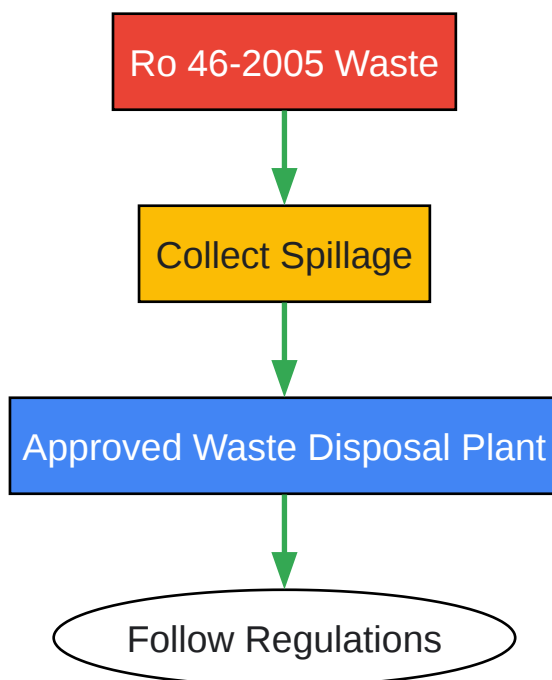 Ro 46-2005 Waste
Collect Spillage
Approved Waste Disposal Plant
Follow Regulations